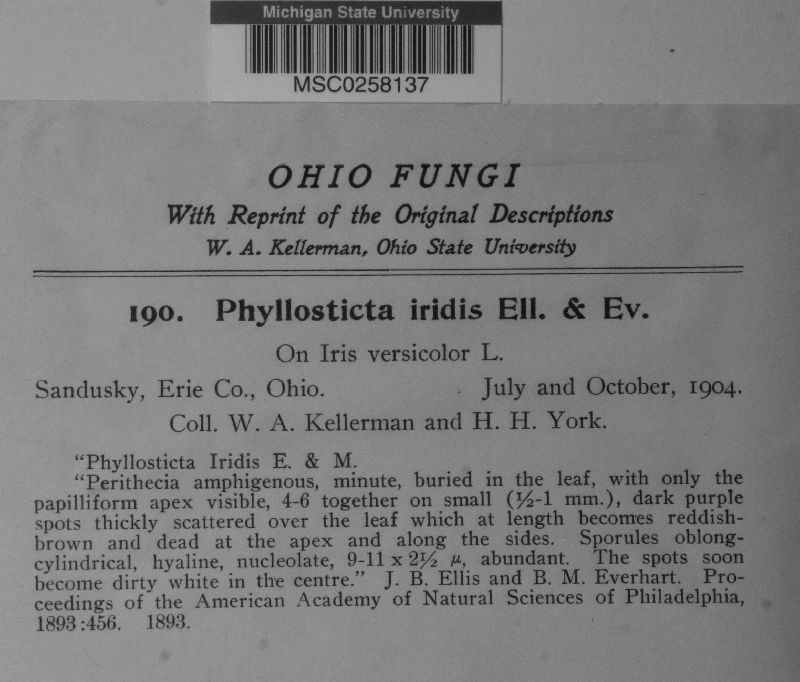 Michigan State University
MSC0258137
OHIO FUNGI
With Reprint of the Original Descriptions
W. A. Kellerman, Ohio State University
190. Phyllosticta iridis Ell. & Ev.
On Iris versicolor L.
Sandusky, Erie Co., Ohio. July and October, 1904.
Coll. W. A. Kellerman and H. H. York.
“Phyllosticta Iridis E. & M.
“Perithecia amphigenous, minute, buried in the leaf, with only the
papilliform apex visible, 4-6 together on small (½-1 mm.), dark purple
spots thickly scattered over the leaf which at length becomes reddish-
brown and dead at the apex and along the sides. Sporules oblong-
cylindrical, hyaline, nucleolate, 9-11 x 2½ μ, abundant. The spots soon
become dirty white in the centre.” J. B. Ellis and B. M. Everhart. Pro-
ceedings of the American Academy of Natural Sciences of Philadelphia,
1893:456. 1893.